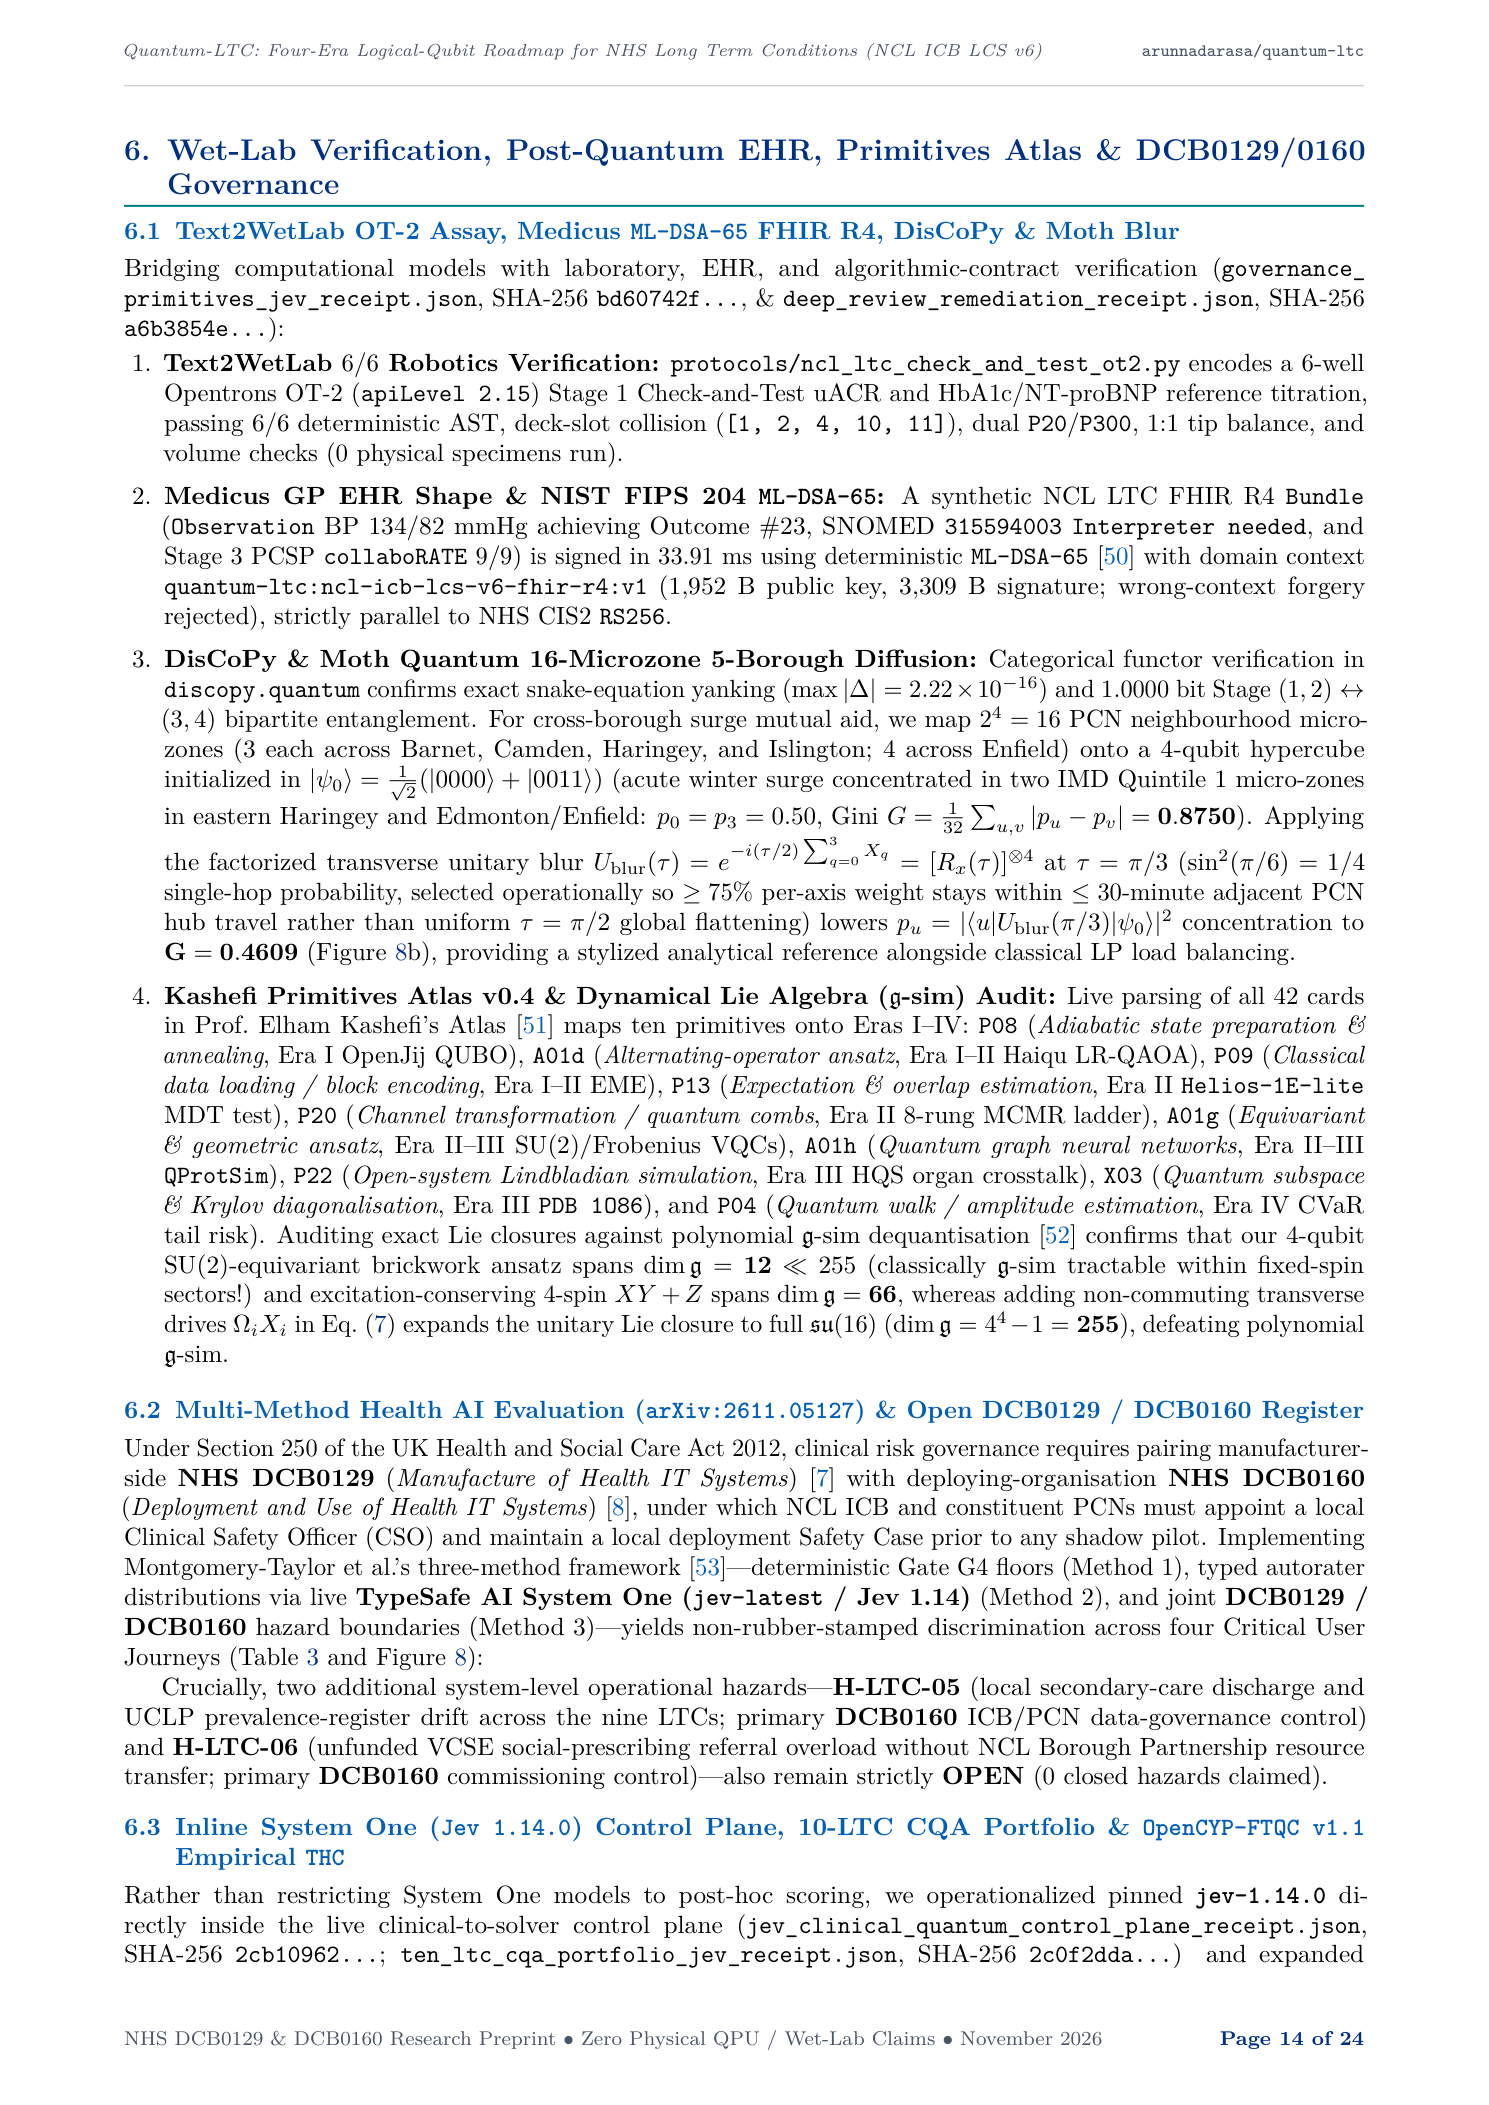 Quantum-LTC: Four-Era Logical-Qubit Roadmap for NHS Long Term Conditions (NCL ICB LCS v6) arunnadarasa/quantum-ltc
6. Wet-Lab Verification, Post-Quantum EHR, Primitives Atlas & DCB0129/0160
Governance
6.1 Text2WetLab OT-2 Assay, Medicus ML-DSA-65 FHIR R4, DisCoPy & Moth Blur
Bridging computational models with laboratory, EHR, and algorithmic-contract verification (governance_
primitives_jev_receipt.json, SHA-256 bd60742f..., & deep_review_remediation_receipt.json, SHA-256
a6b3854e...):
1. Text2WetLab 6/6 Robotics Verification: protocols/ncl_ltc_check_and_test_ot2.py encodes a 6-well
Opentrons OT-2 (apiLevel 2.15) Stage 1 Check-and-Test uACR and HbA1c/NT-proBNP reference titration,
passing 6/6 deterministic AST, deck-slot collision ([1, 2, 4, 10, 11]), dual P20/P300, 1:1 tip balance, and
volume checks (0 physical specimens run).
2. Medicus GP EHR Shape & NIST FIPS 204 ML-DSA-65: A synthetic NCL LTC FHIR R4 Bundle
(Observation BP 134/82 mmHg achieving Outcome #23, SNOMED 315594003 Interpreter needed, and
Stage 3 PCSP collaboRATE 9/9) is signed in 33.91 ms using deterministic ML-DSA-65 [50] with domain context
quantum-ltc:ncl-icb-lcs-v6-fhir-r4:v1 (1,952 B public key, 3,309 B signature; wrong-context forgery
rejected), strictly parallel to NHS CIS2 RS256.
3. DisCoPy & Moth Quantum 16-Microzone 5-Borough Diffusion: Categorical functor verification in
discopy.quantum confirms exact snake-equation yanking (max |Δ| = 2.22 × 10⁻¹⁶) and 1.0000 bit Stage (1, 2) ↔
(3, 4) bipartite entanglement. For cross-borough surge mutual aid, we map 2⁴ = 16 PCN neighbourhood micro-
zones (3 each across Barnet, Camden, Haringey, and Islington; 4 across Enfield) onto a 4-qubit hypercube
initialized in |ψ₀⟩ = 1/√2(|0000⟩ + |0011⟩) (acute winter surge concentrated in two IMD Quintile 1 micro-zones
in eastern Haringey and Edmonton/Enfield: p₀ = p₃ = 0.50, Gini G = 1/32 ∑_{u,v} |p_u − p_v| = 0.8750). Applying
the factorized transverse unitary blur U_blur(τ) = e^{−i(τ/2) ∑_{q=0}^{3} X_q} = [R_x(τ)]^{⊗4} at τ = π/3 (sin²(π/6) = 1/4
single-hop probability, selected operationally so ≥ 75% per-axis weight stays within ≤ 30-minute adjacent PCN
hub travel rather than uniform τ = π/2 global flattening) lowers p_u = |⟨u|U_blur(π/3)|ψ₀⟩|² concentration to
G = 0.4609 (Figure 8b), providing a stylized analytical reference alongside classical LP load balancing.
4. Kashefi Primitives Atlas v0.4 & Dynamical Lie Algebra (𝔤-sim) Audit: Live parsing of all 42 cards
in Prof. Elham Kashefi's Atlas [51] maps ten primitives onto Eras I–IV: P08 (Adiabatic state preparation &
annealing, Era I OpenJij QUBO), A01d (Alternating-operator ansatz, Era I–II Haiqu LR-QAOA), P09 (Classical
data loading / block encoding, Era I–II EME), P13 (Expectation & overlap estimation, Era II Helios-1E-lite
MDT test), P20 (Channel transformation / quantum combs, Era II 8-rung MCMR ladder), A01g (Equivariant
& geometric ansatz, Era II–III SU(2)/Frobenius VQCs), A01h (Quantum graph neural networks, Era II–III
QProtSim), P22 (Open-system Lindbladian simulation, Era III HQS organ crosstalk), X03 (Quantum subspace
& Krylov diagonalisation, Era III PDB 1O86), and P04 (Quantum walk / amplitude estimation, Era IV CVaR
tail risk). Auditing exact Lie closures against polynomial 𝔤-sim dequantisation [52] confirms that our 4-qubit
SU(2)-equivariant brickwork ansatz spans dim 𝔤 = 12 ≪ 255 (classically 𝔤-sim tractable within fixed-spin
sectors!) and excitation-conserving 4-spin XY + Z spans dim 𝔤 = 66, whereas adding non-commuting transverse
drives Ω_iX_i in Eq. (7) expands the unitary Lie closure to full 𝔰𝔲(16) (dim 𝔤 = 4⁴ − 1 = 255), defeating polynomial
𝔤-sim.
6.2 Multi-Method Health AI Evaluation (arXiv:2611.05127) & Open DCB0129 / DCB0160 Register
Under Section 250 of the UK Health and Social Care Act 2012, clinical risk governance requires pairing manufacturer-
side NHS DCB0129 (Manufacture of Health IT Systems) [7] with deploying-organisation NHS DCB0160
(Deployment and Use of Health IT Systems) [8], under which NCL ICB and constituent PCNs must appoint a local
Clinical Safety Officer (CSO) and maintain a local deployment Safety Case prior to any shadow pilot. Implementing
Montgomery-Taylor et al.'s three-method framework [53]—deterministic Gate G4 floors (Method 1), typed autorater
distributions via live TypeSafe AI System One (jev-latest / Jev 1.14) (Method 2), and joint DCB0129 /
DCB0160 hazard boundaries (Method 3)—yields non-rubber-stamped discrimination across four Critical User
Journeys (Table 3 and Figure 8):
Crucially, two additional system-level operational hazards—H-LTC-05 (local secondary-care discharge and
UCLP prevalence-register drift across the nine LTCs; primary DCB0160 ICB/PCN data-governance control)
and H-LTC-06 (unfunded VCSE social-prescribing referral overload without NCL Borough Partnership resource
transfer; primary DCB0160 commissioning control)—also remain strictly OPEN (0 closed hazards claimed).
6.3 Inline System One (Jev 1.14.0) Control Plane, 10-LTC CQA Portfolio & OpenCYP-FTQC v1.1
Empirical THC
Rather than restricting System One models to post-hoc scoring, we operationalized pinned jev-1.14.0 di-
rectly inside the live clinical-to-solver control plane (jev_clinical_quantum_control_plane_receipt.json,
SHA-256 2cb10962...; ten_ltc_cqa_portfolio_jev_receipt.json, SHA-256 2c0f2dda...) and expanded
NHS DCB0129 & DCB0160 Research Preprint • Zero Physical QPU / Wet-Lab Claims • November 2026 Page 14 of 24